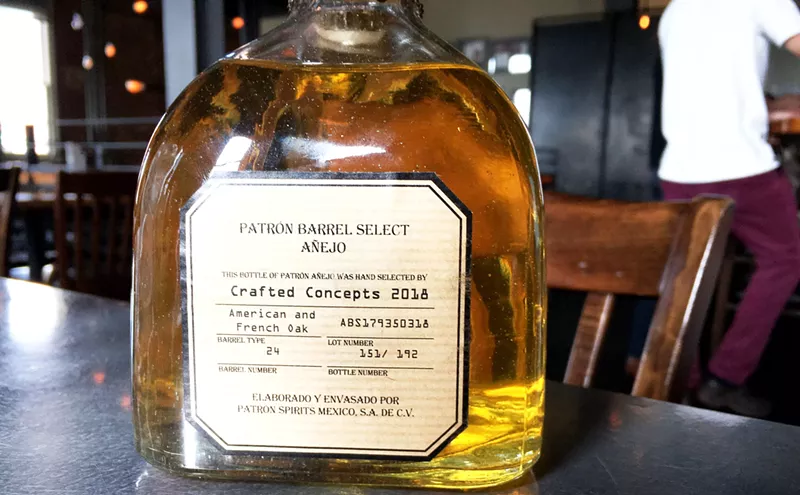 PATRÓN BARREL SELECT
AÑEJO
THIS BOTTLE OF PATRÓN AÑEJO WAS HAND SELECTED BY
Crafted Concepts 2018
American and
French Oak
ABS179350318
BARREL TYPE
LOT NUMBER
24
151/ 192
BARREL NUMBER
BOTTLE NUMBER
ELABORADO Y ENVASADO POR
PATRON SPIRITS MEXICO, S.A. DE C.V.